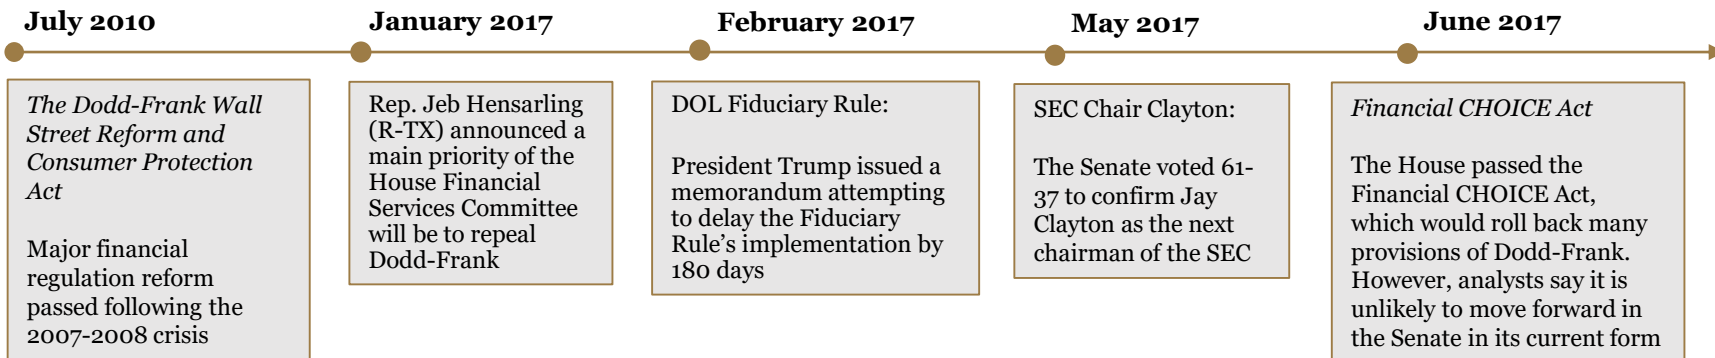 July 2010
January 2017
February 2017
May 2017
June 2017
The Dodd-Frank Wall
Street Reform and
Consumer Protection
Act
Major financial
regulation reform
passed following the
2007-2008 crisis
Rep. Jeb Hensarling
(R-TX) announced a
main priority of the
House Financial
Services Committee
will be to repeal
Dodd-Frank
DOL Fiduciary Rule:
President Trump issued a
memorandum attempting
to delay the Fiduciary
Rule’s implementation by
180 days
SEC Chair Clayton:
The Senate voted 61-
37 to confirm Jay
Clayton as the next
chairman of the SEC
Financial CHOICE Act
The House passed the
Financial CHOICE Act,
which would roll back many
provisions of Dodd-Frank.
However, analysts say it is
unlikely to move forward in
the Senate in its current form